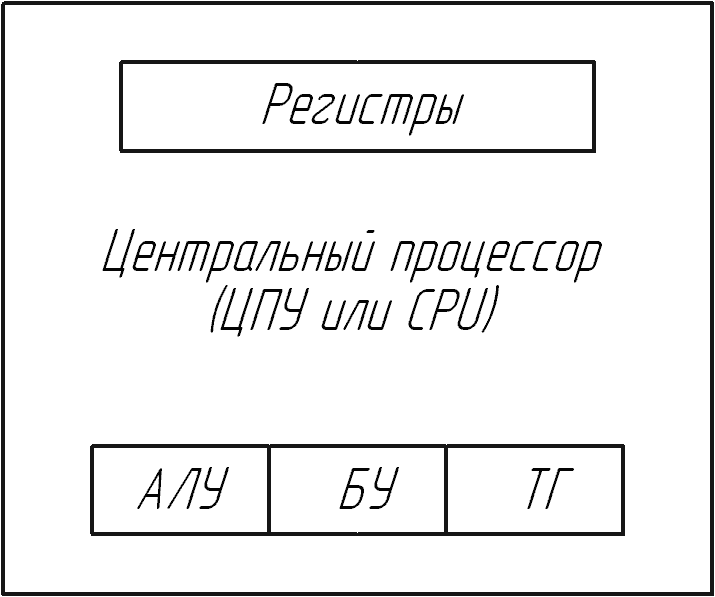 Регистры
Центральный процессор
(ЦПУ или CPU)
АЛУ БУ ТГ